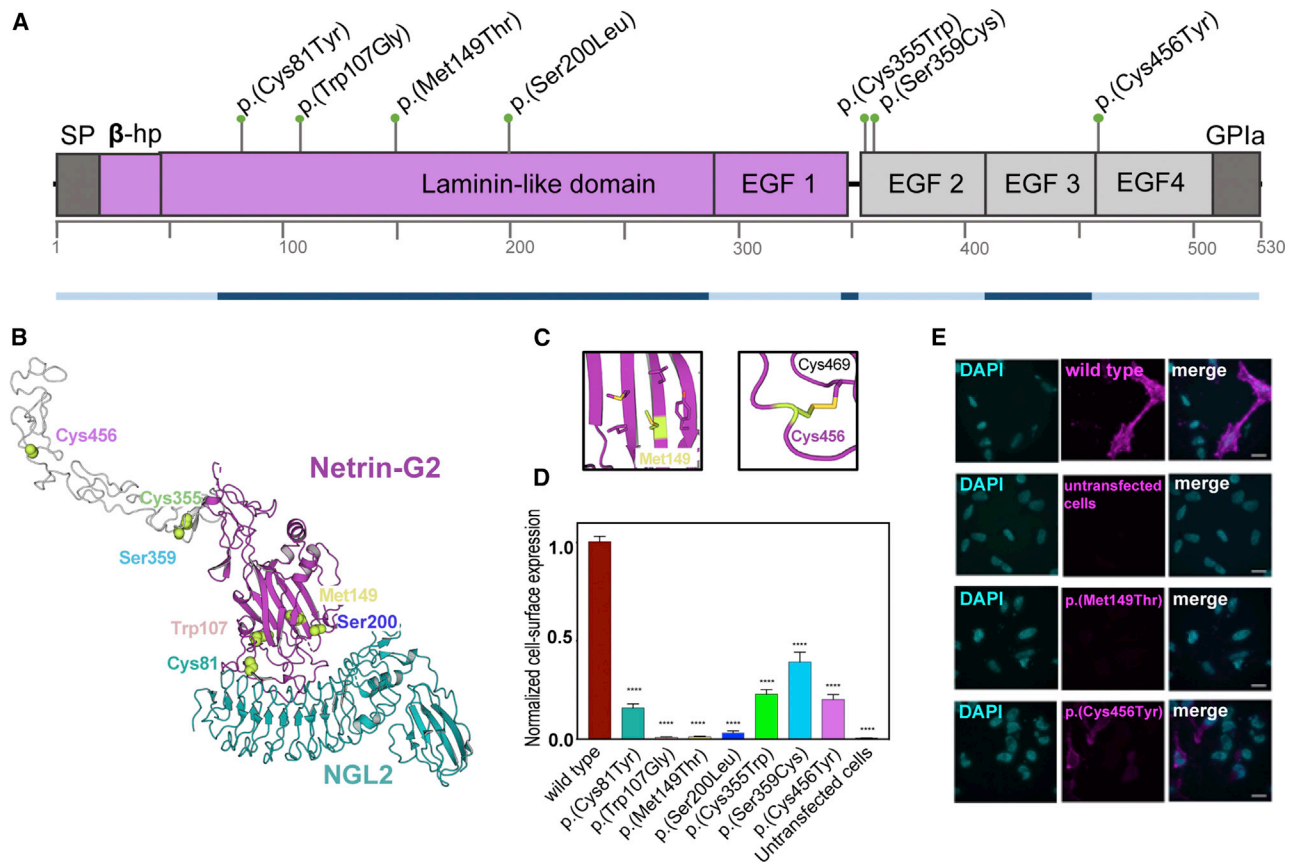 A
p.(Cys81Tyr)
p.(Trp107Gly)
p.(Met149Thr)
p.(Ser200Leu)
p.(Cys355Trp)
p.(Ser359Cys)
p.(Cys456Tyr)
SP
β-hp
GPIa
Laminin-like domain
EGF 1
EGF 2
EGF 3
EGF4
1
100
200
300
400
500
530
B
Cys456
Netrin-G2
Cys355
Ser359
Met149
Trp107
Ser200
Cys81
NGL2
C
Met149
Cys469
Cys456
D
Normalized cell-surface expression
1.0
0.5
0.0
****
****
****
****
****
****
****
****
wild type
p.(Cys81Tyr)
p.(Trp107Gly)
p.(Met149Thr)
p.(Ser200Leu)
p.(Cys355Trp)
p.(Ser359Cys)
p.(Cys456Tyr)
Untransfected cells
E
DAPI
wild type
merge
DAPI
untransfected
cells
merge
DAPI
p.(Met149Thr)
merge
DAPI
p.(Cys456Tyr)
merge